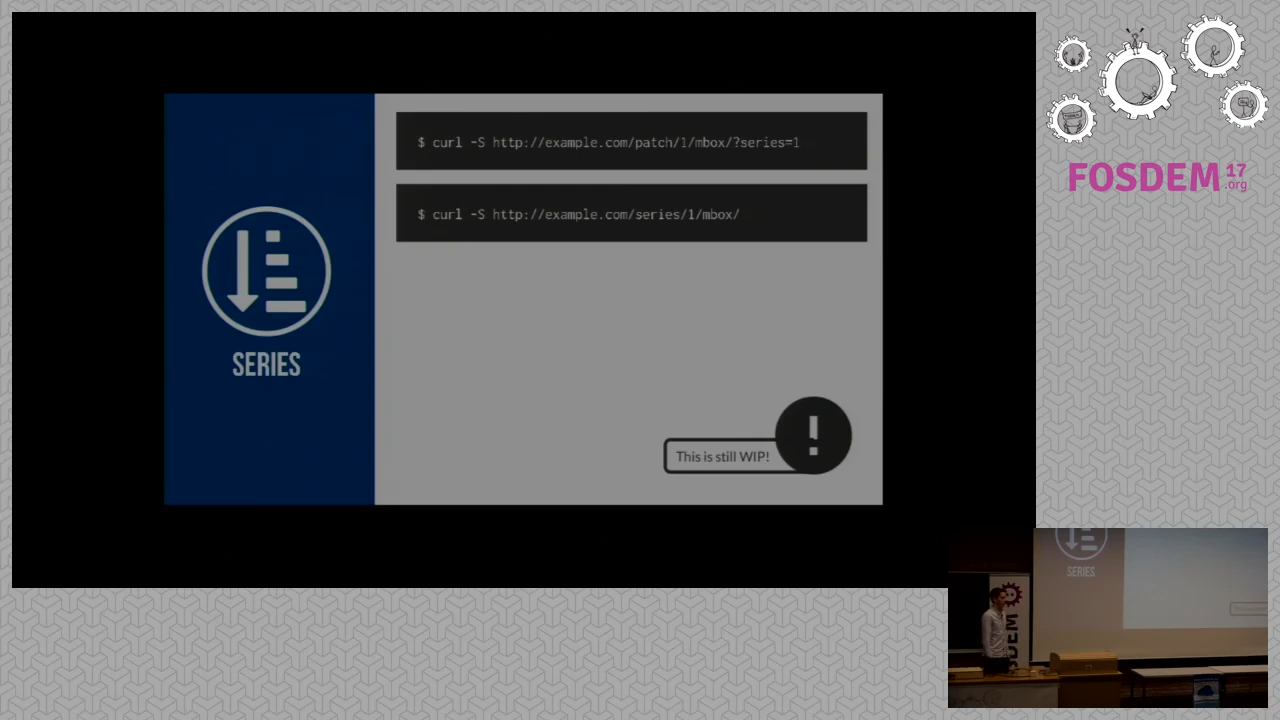 $ curl -S http://example.com/patch/1/mbox/?series=1
$ curl -S http://example.com/series/1/mbox/
SERIES
This is still WIP!
FOSDEM 17
.org
SERIES